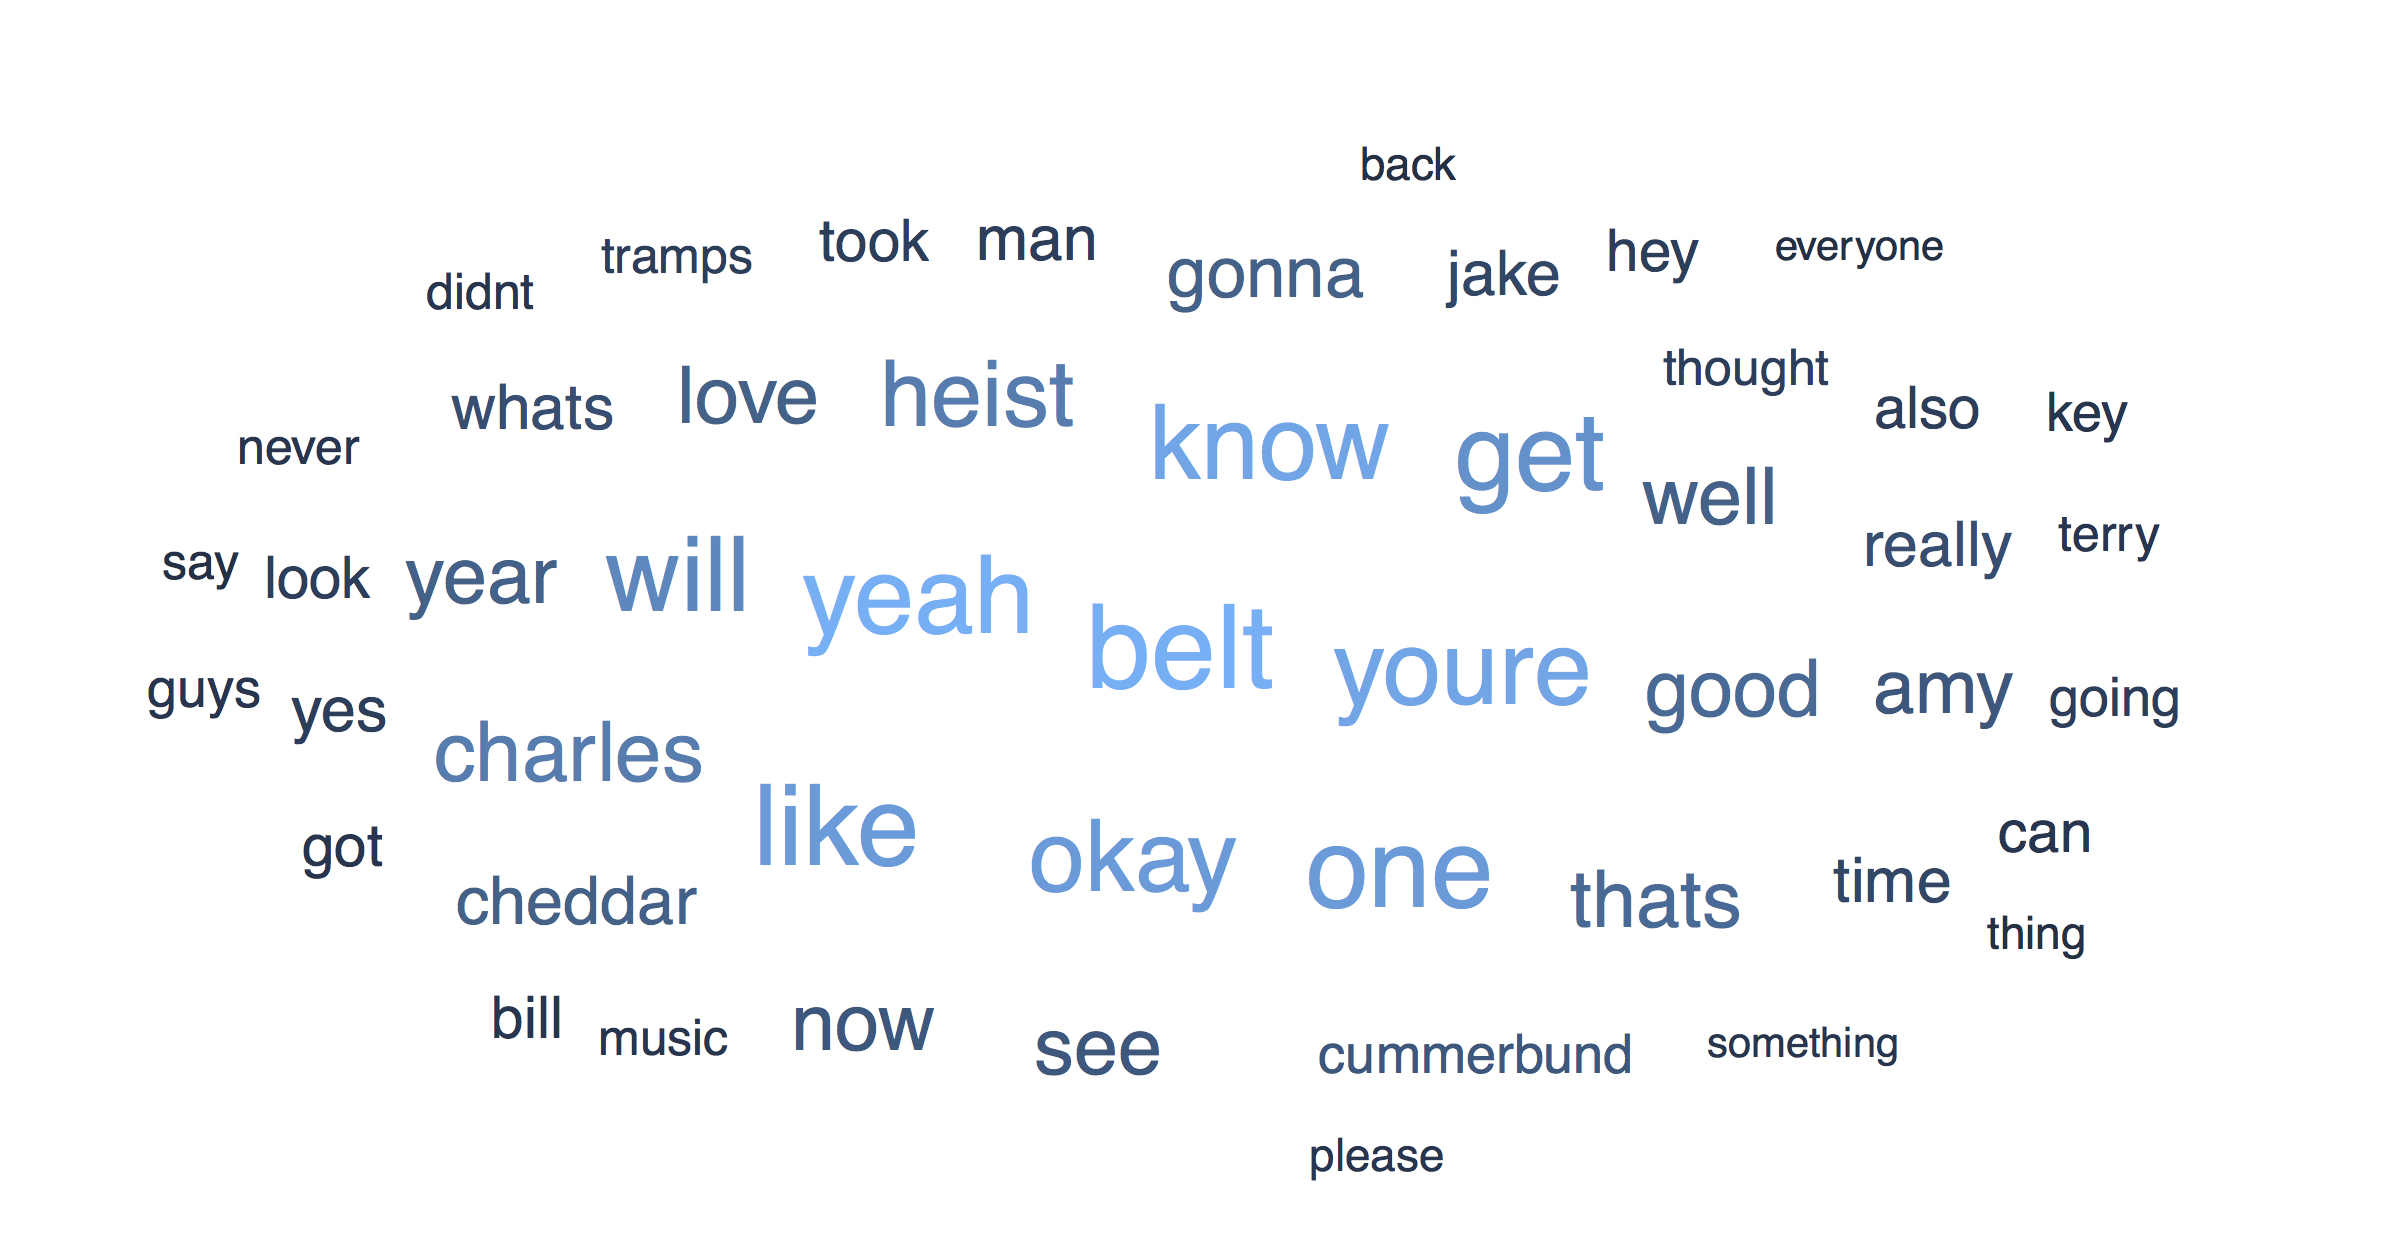 back
didnt tramps took man gonna jake hey everyone
whats love heist know get thought also key
never well
say look year will yeah belt youre really terry
guys yes charles good amy going
got cheddar like okay one thats time can
thing
bill music now see cummerbund something
please